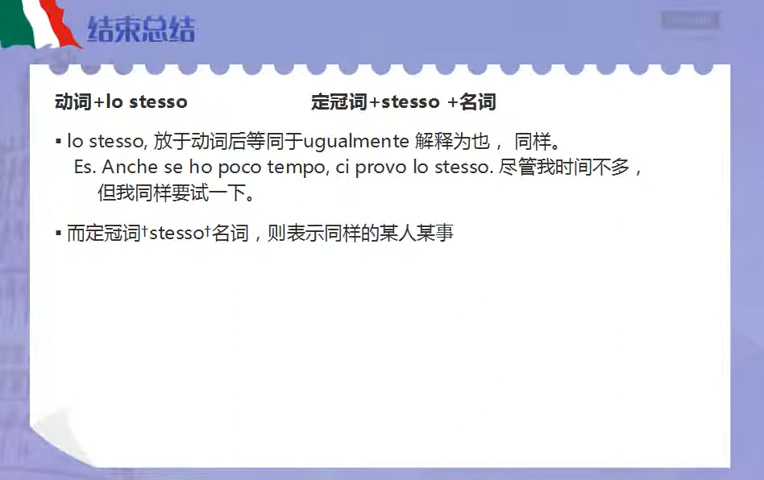 结束总结
动词+lo stesso 定冠词+stesso +名词
▪ lo stesso, 放于动词后等同于ugualmente 解释为也， 同样。
Es. Anche se ho poco tempo, ci provo lo stesso. 尽管我时间不多，
但我同样要试一下。
▪ 而定冠词†stesso†名词，则表示同样的某人某事